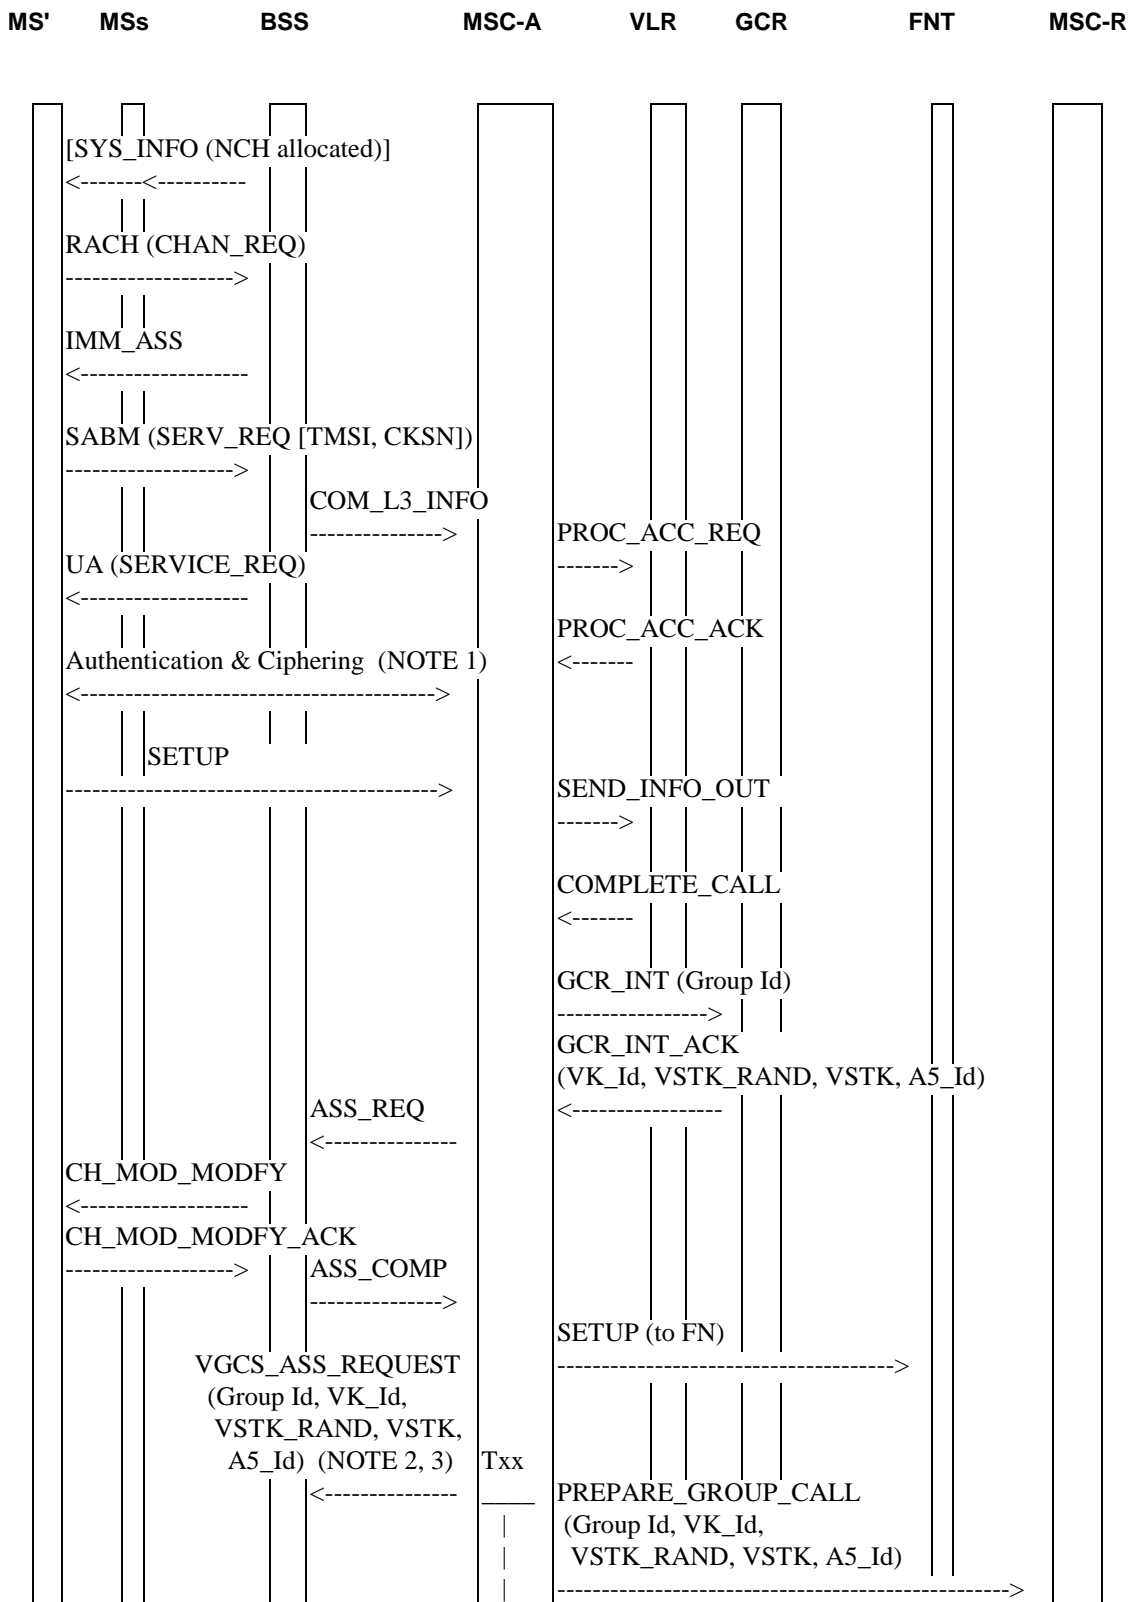 MS' MSs BSS MSC-A VLR GCR FNT MSC-R
[SYS_INFO (NCH allocated)]
<-------<----------
RACH (CHAN_REQ)
------------------->
IMM_ASS
<-------------------
SABM (SERV_REQ [TMSI, CKSN])
------------------->
COM_L3_INFO
---------------> PROC_ACC_REQ
UA (SERVICE_REQ) ------->
<-------------------
PROC_ACC_ACK
Authentication & Ciphering (NOTE 1) <-------
<---------------------------------------->
SETUP
------------------------------------------> SEND_INFO_OUT
------->
COMPLETE_CALL
<-------
GCR_INT (Group Id)
----------------->
GCR_INT_ACK
(VK_Id, VSTK_RAND, VSTK, A5_Id)
ASS_REQ <-----------------
<---------------
CH_MOD_MODFY
<-------------------
CH_MOD_MODFY_ACK
-------------------> ASS_COMP
--------------->
SETUP (to FN)
VGCS_ASS_REQUEST -------------------------------------->
(Group Id, VK_Id,
VSTK_RAND, VSTK,
A5_Id) (NOTE 2, 3) Txx
<--------------- ____ PREPARE_GROUP_CALL
| (Group Id, VK_Id,
| VSTK_RAND, VSTK, A5_Id)
| --------------------------------------------------->